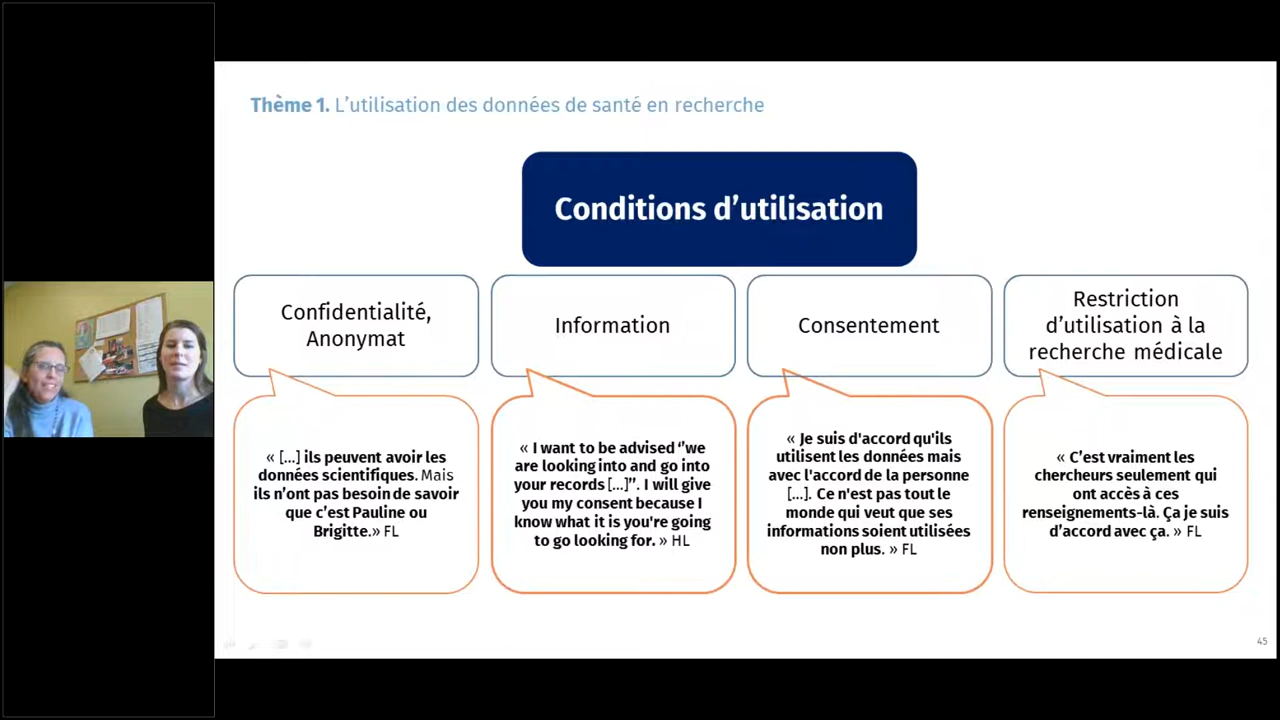 Thème 1. L'utilisation des données de santé en recherche
Conditions d'utilisation
Confidentialité,
Anonymat
« [...] ils peuvent avoir les
données scientifiques. Mais
ils n'ont pas besoin de savoir
que c'est Pauline ou
Brigitte.» FL
Information
« I want to be advised ‘’we
are looking into and go into
your records [...]’’. I will give
you my consent because I
know what it is you're going
to go looking for. » HL
Consentement
« Je suis d'accord qu'ils
utilisent les données mais
avec l'accord de la personne
[...]. Ce n'est pas tout le
monde qui veut que ses
informations soient utilisées
non plus. » FL
Restriction
d'utilisation à la
recherche médicale
« C'est vraiment les
chercheurs seulement qui
ont accès à ces
renseignements-là. Ça je suis
d'accord avec ça. » FL
45